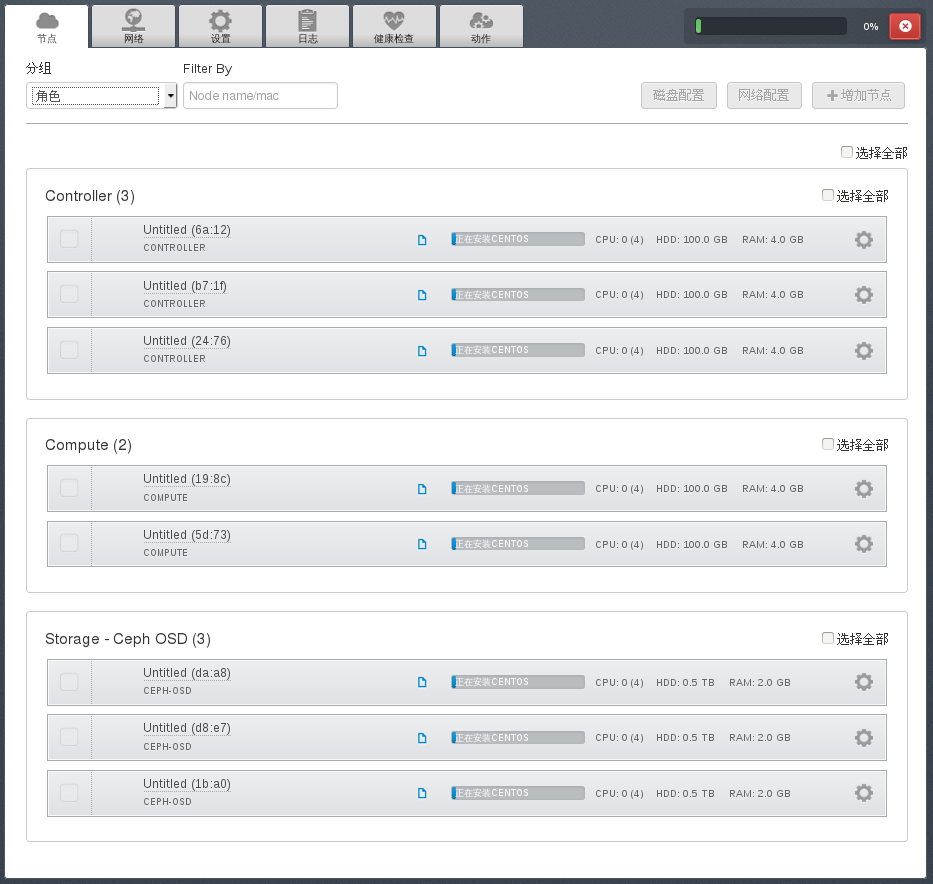 节点 网络 设置 日志 健康检查 动作 0%
分组 Filter By
角色 Node name/mac 磁盘配置 网络配置 增加节点
选择全部
Controller (3) 选择全部
Untitled (6a:12)
CONTROLLER 正在安装CENTOS CPU: 0 (4) HDD: 100.0 GB RAM: 4.0 GB
Untitled (b7:1f)
CONTROLLER 正在安装CENTOS CPU: 0 (4) HDD: 100.0 GB RAM: 4.0 GB
Untitled (24:76)
CONTROLLER 正在安装CENTOS CPU: 0 (4) HDD: 100.0 GB RAM: 4.0 GB
Compute (2) 选择全部
Untitled (19:8c)
COMPUTE 正在安装CENTOS CPU: 0 (4) HDD: 100.0 GB RAM: 4.0 GB
Untitled (5d:73)
COMPUTE 正在安装CENTOS CPU: 0 (4) HDD: 100.0 GB RAM: 4.0 GB
Storage - Ceph OSD (3) 选择全部
Untitled (da:a8)
CEPH-OSD 正在安装CENTOS CPU: 0 (4) HDD: 0.5 TB RAM: 2.0 GB
Untitled (d8:e7)
CEPH-OSD 正在安装CENTOS CPU: 0 (4) HDD: 0.5 TB RAM: 2.0 GB
Untitled (1b:a0)
CEPH-OSD 正在安装CENTOS CPU: 0 (4) HDD: 0.5 TB RAM: 2.0 GB